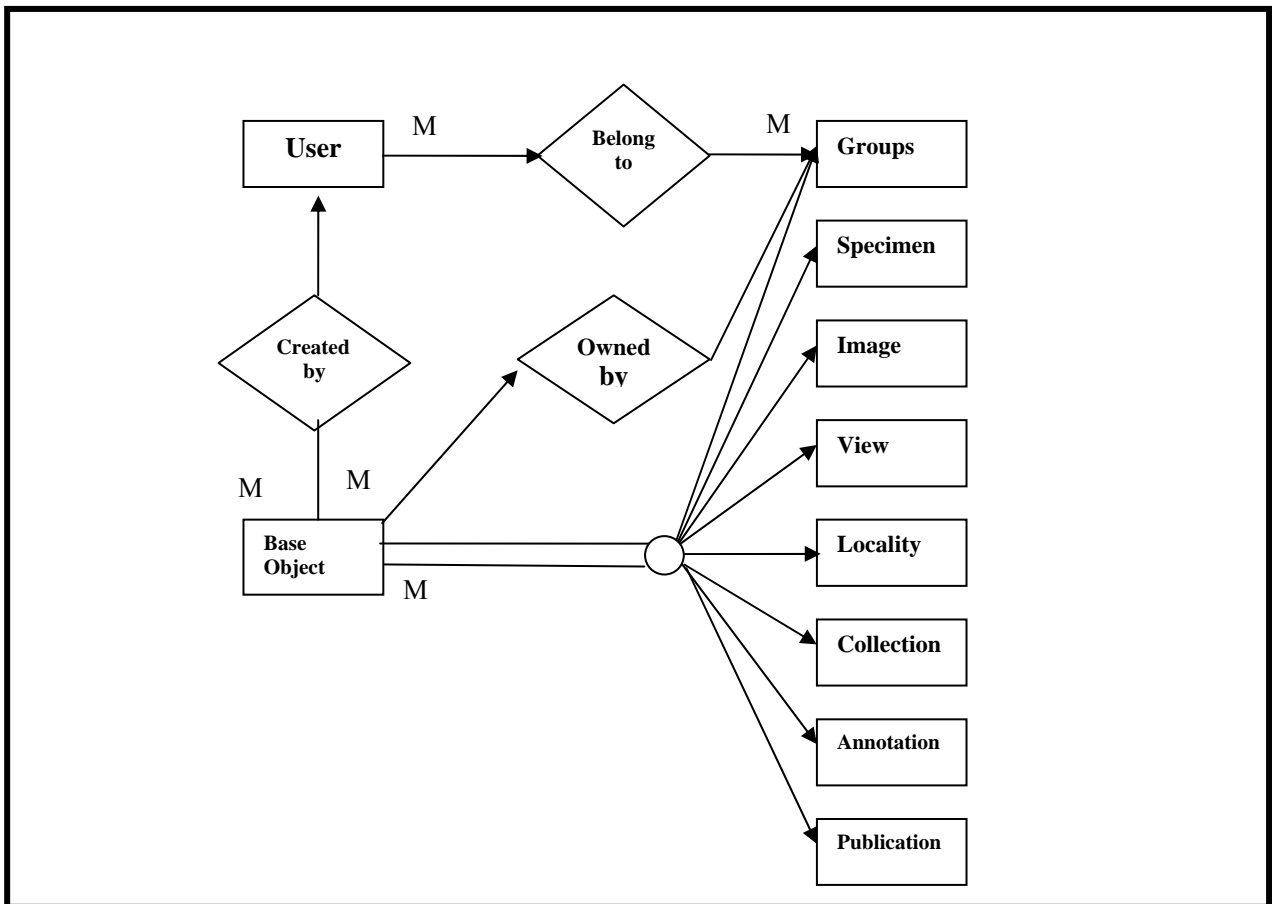 M
M
User
Belong
to
Groups
Specimen
Created
by
Owned
by
Image
View
M
M
Base
Object
Locality
M
Collection
Annotation
Publication